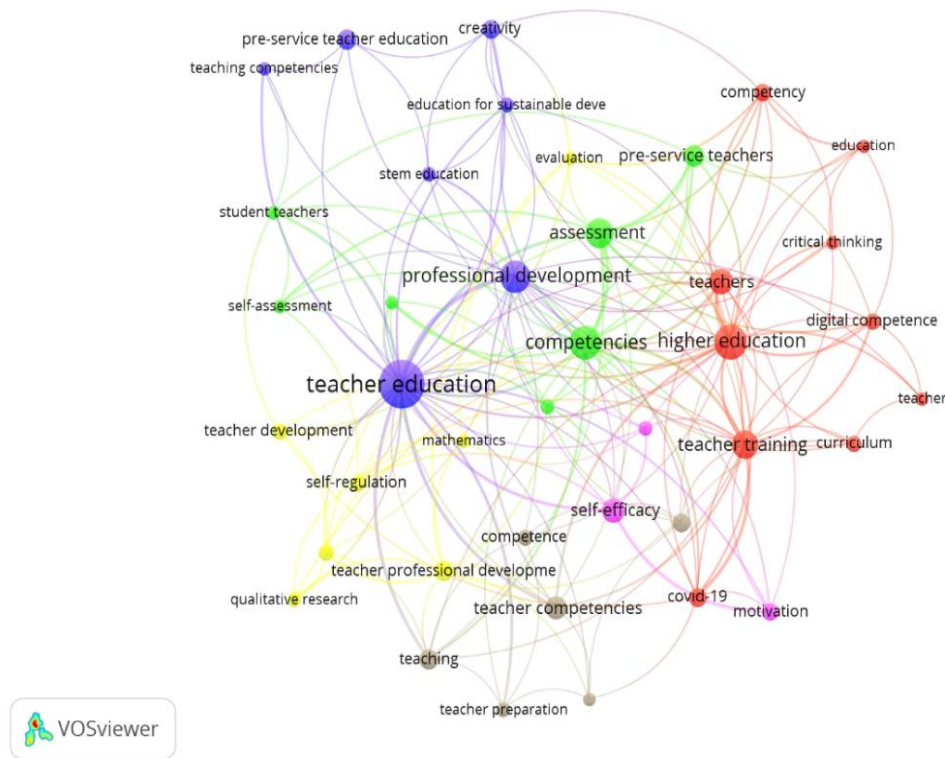 creativity
pre-service teacher education
teaching competencies
competency
education for sustainable deve
education
evaluation
pre-service teachers
stem education
student teachers
assessment
critical thinking
professional development
teachers
self-assessment
digital competence
competencies
higher education
teacher education
teacher
teacher development
mathematics
teacher training
curriculum
self-regulation
self-efficacy
competence
teacher professional developme
qualitative research
teacher competencies
covid-19
motivation
teaching
teacher preparation
VOSviewer